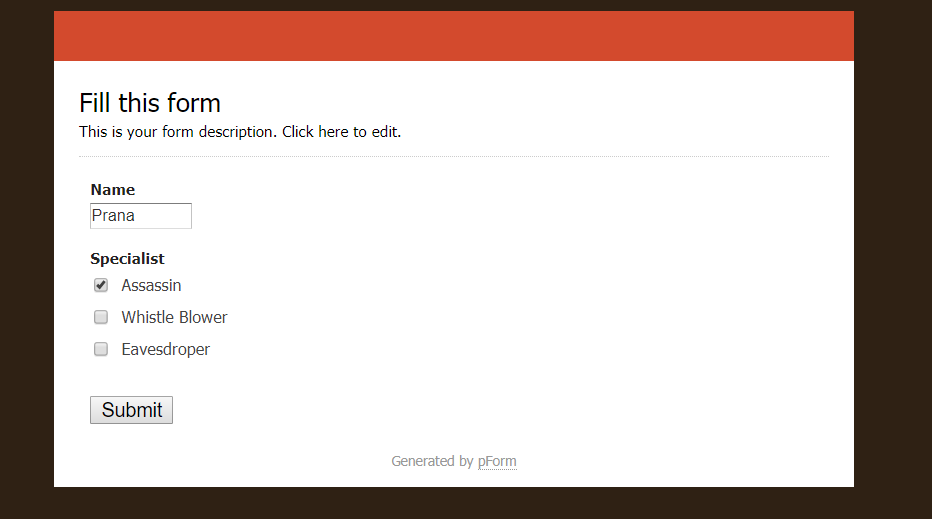 Fill this form
This is your form description. Click here to edit.
Name
Prana
Specialist
Assassin
Whistle Blower
Eavesdroper
Submit
Generated by pForm